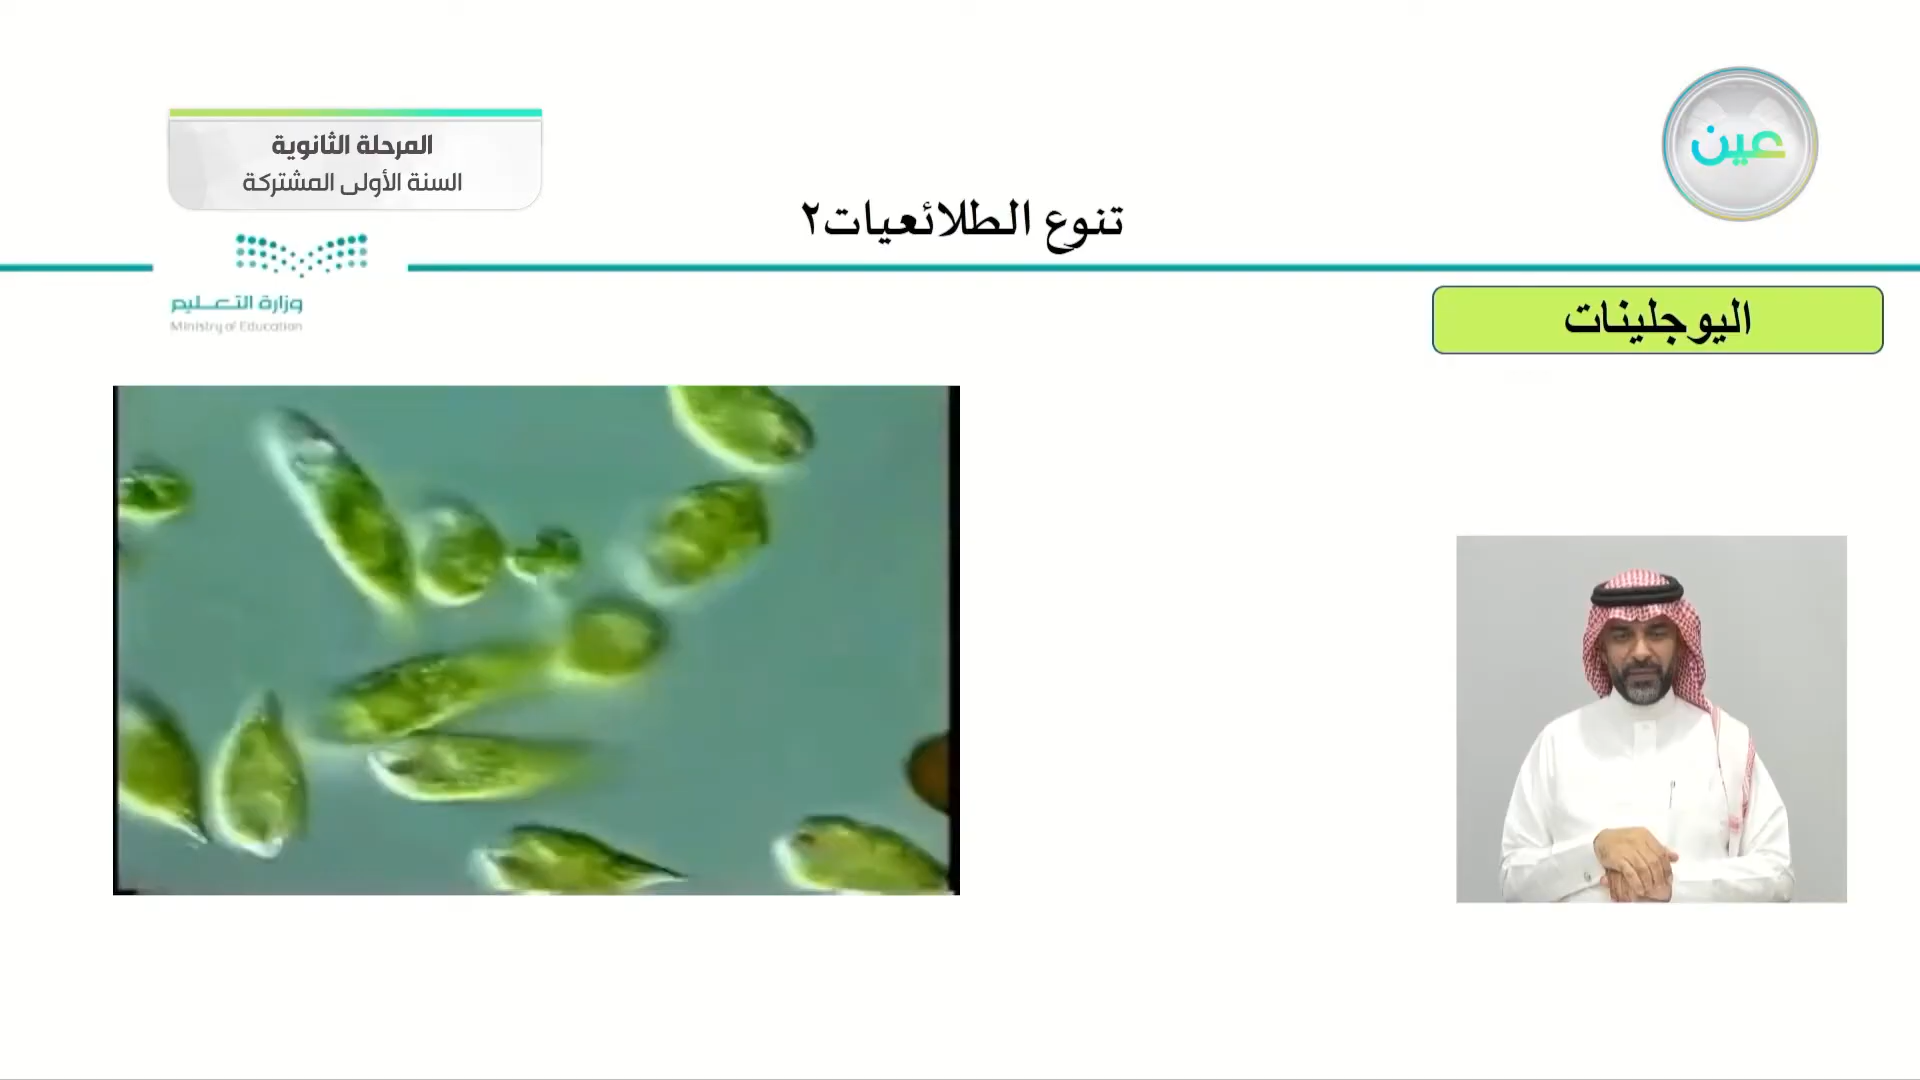 عين
المرحلة الثانوية
السنة الأولى المشتركة
تنوع الطلائعيات٢
وزارة التعليم
Ministry of Education
اليوجلينات